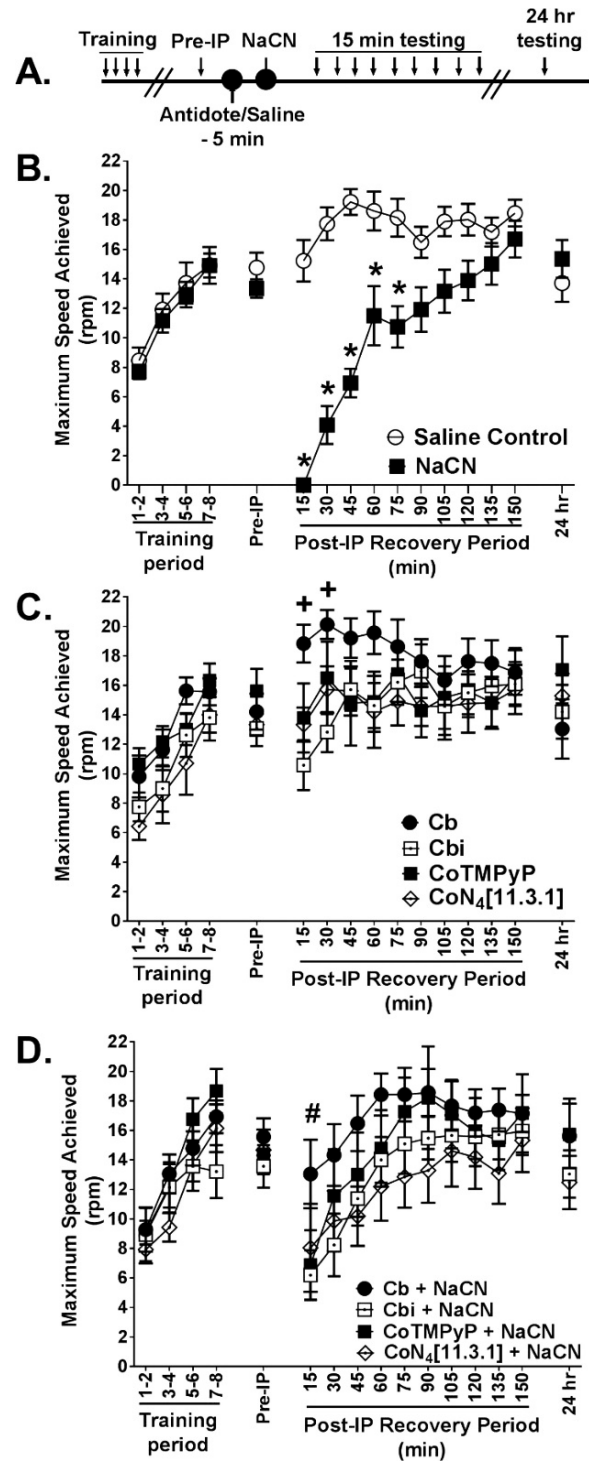 A.
Training
Pre-IP
NaCN
15 min testing
24 hr
testing
Antidote/Saline
- 5 min
B.
Maximum Speed Achieved
(rpm)
22
20
18
16
14
12
10
8
6
4
2
0
* * * * *
Saline Control
NaCN
1-2 3-4 5-6 7-8 Pre-IP 15 30 45 60 75 90 105 120 135 150 24 hr
Training
period
Post-IP Recovery Period
(min)
C.
Maximum Speed Achieved
(rpm)
22
20
18
16
14
12
10
8
6
4
2
0
+ +
Cb
Cbi
CoTMPyP
CoN₄[11.3.1]
1-2 3-4 5-6 7-8 Pre-IP 15 30 45 60 75 90 105 120 135 150 24 hr
Training
period
Post-IP Recovery Period
(min)
D.
Maximum Speed Achieved
(rpm)
22
20
18
16
14
12
10
8
6
4
2
0
#
Cb + NaCN
Cbi + NaCN
CoTMPyP + NaCN
CoN₄[11.3.1] + NaCN
1-2 3-4 5-6 7-8 Pre-IP 15 30 45 60 75 90 105 120 135 150 24 hr
Training
period
Post-IP Recovery Period
(min)